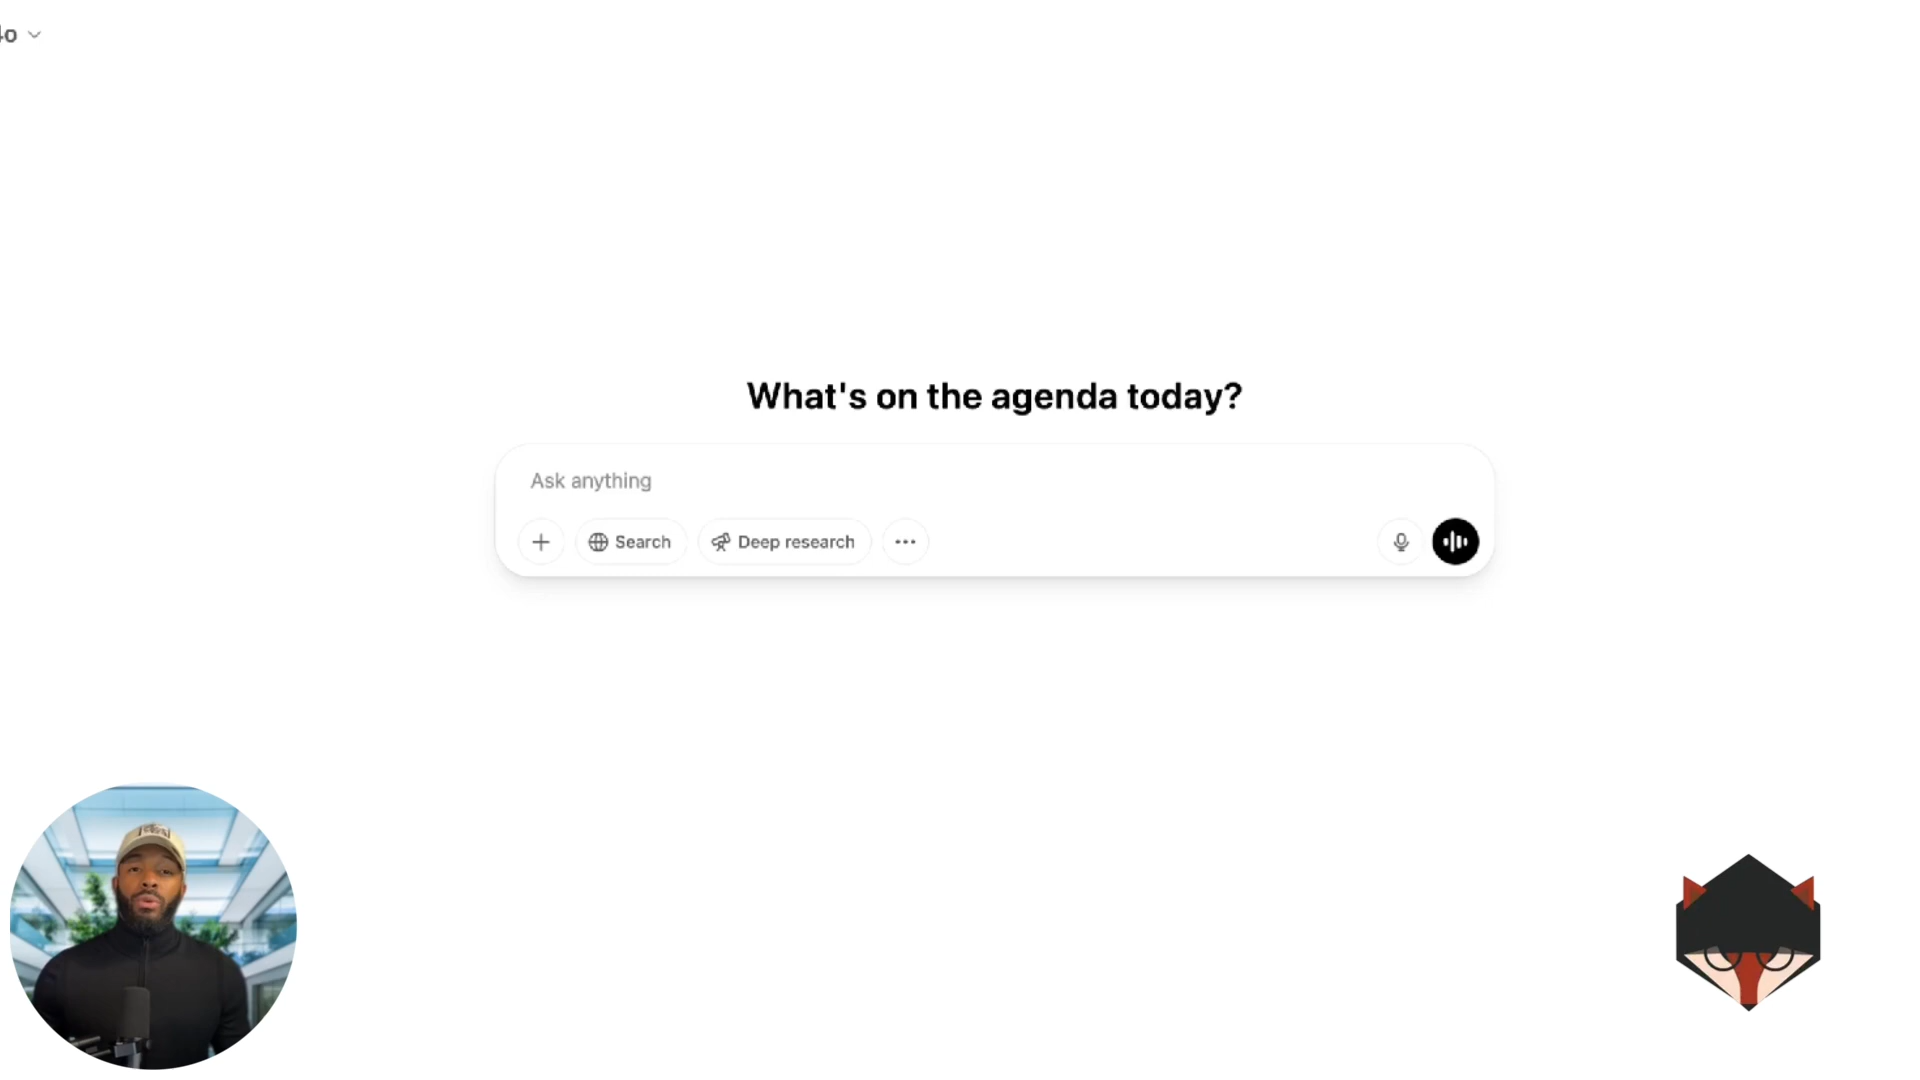 4o
What's on the agenda today?
Ask anything
Search
Deep research